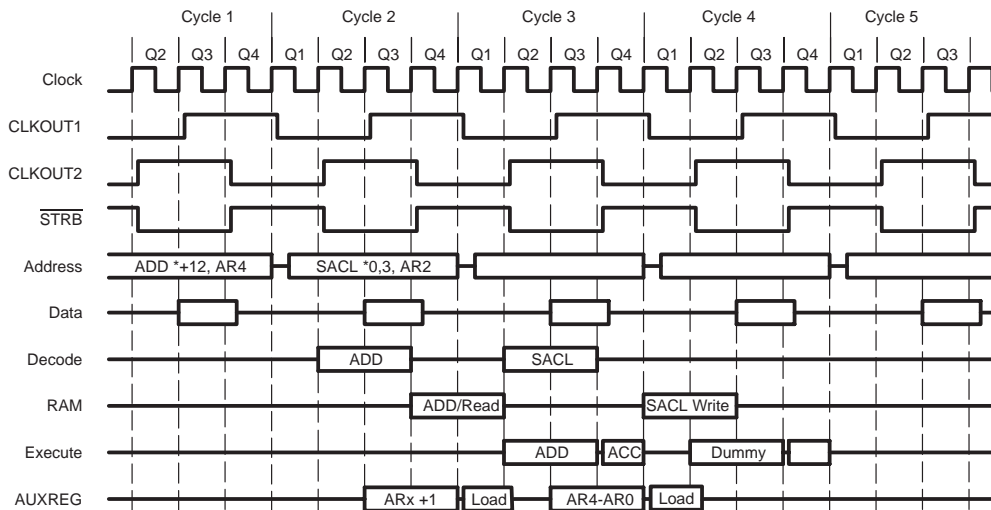 Cycle 1 Cycle 2 Cycle 3 Cycle 4 Cycle 5
Q2 Q3 Q4 Q1 Q2 Q3 Q4 Q1 Q2 Q3 Q4 Q1 Q2 Q3 Q4 Q1 Q2 Q3
Clock
CLKOUT1
CLKOUT2
STRB
Address ADD *+12, AR4 SACL *0,3, AR2
Data
Decode ADD SACL
RAM ADD/Read SACL Write
Execute ADD ACC Dummy
AUXREG ARx +1 Load AR4-AR0 Load